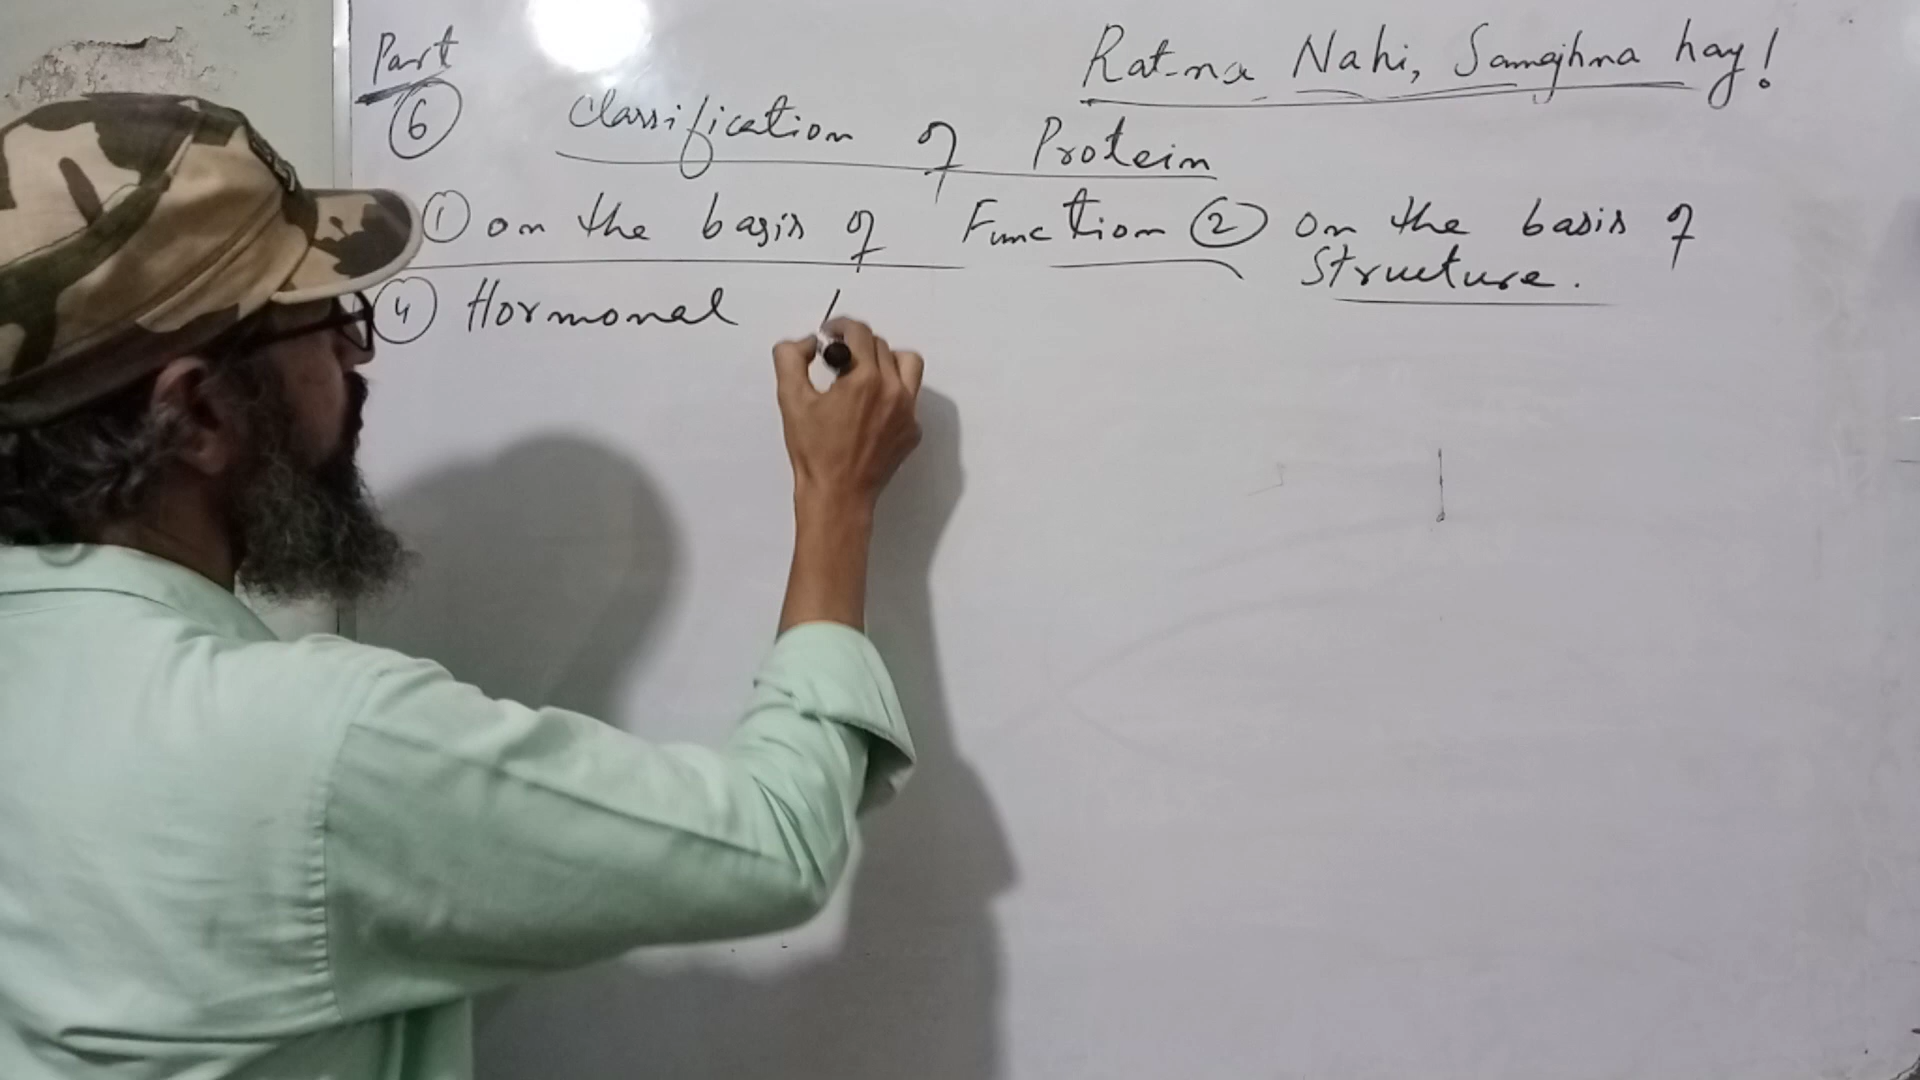 Part
Rat-na Nahi, Samajhna hay!
6 Classification of Protein
1 on the basis of Function 2 on the basis of
Structure.
4 Hormonal